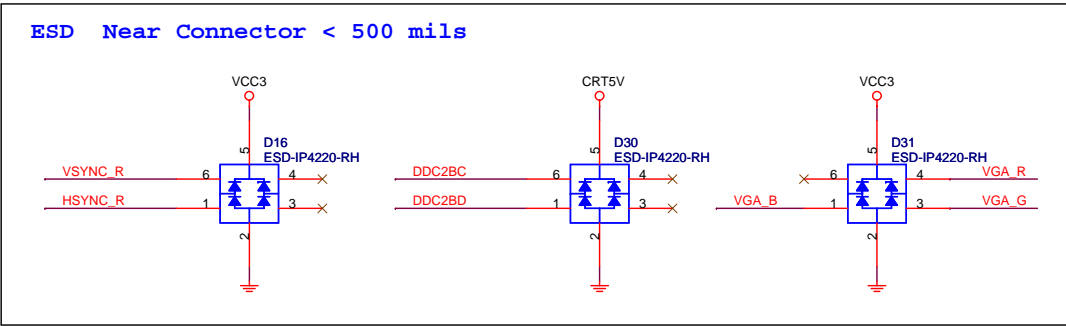 ESD Near Connector < 500 mils
VCC3
CRT5V
VCC3
D16
ESD-IP4220-RH
D30
ESD-IP4220-RH
D31
ESD-IP4220-RH
5
5
5
VSYNC_R
6
4
DDC2BC
6
4
6
4
VGA_R
HSYNC_R
1
3
DDC2BD
1
3
VGA_B
1
3
VGA_G
2
2
2